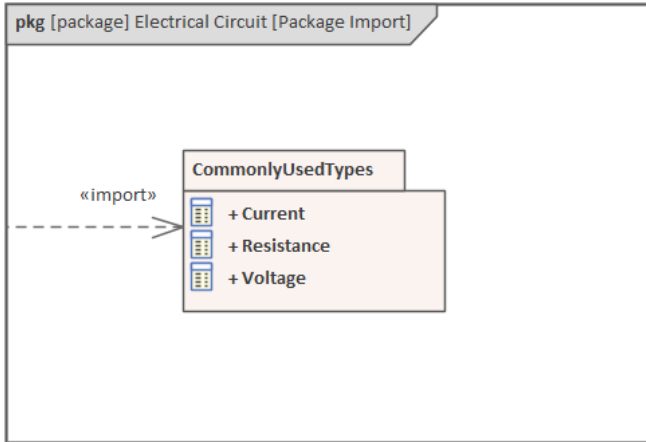 pkg [package] Electrical Circuit [Package Import]
CommonlyUsedTypes
«import»
+ Current
+ Resistance
+ Voltage